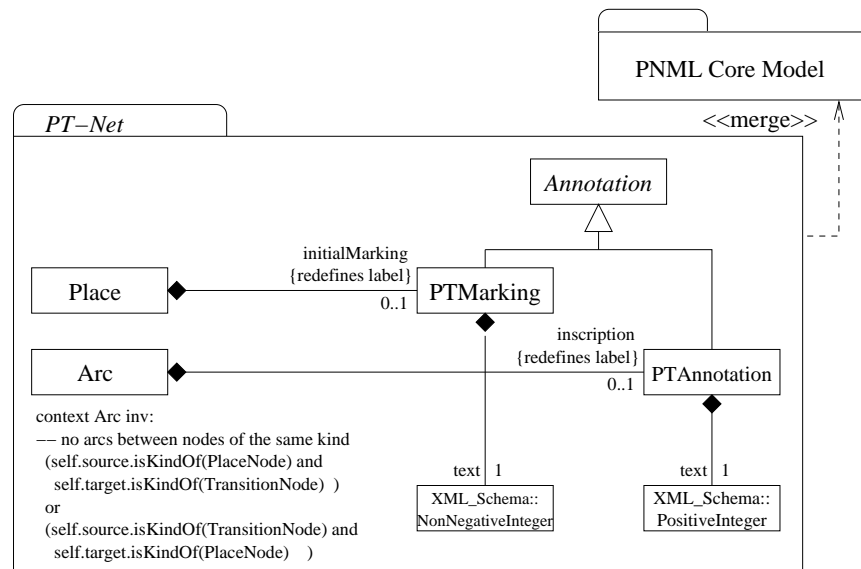 PNML Core Model
<<merge>>
PT−Net
Annotation
initialMarking
{redefines label}
0..1
Place
PTMarking
inscription
{redefines label}
0..1
Arc
PTAnnotation
context Arc inv:
−− no arcs between nodes of the same kind
(self.source.isKindOf(PlaceNode) and
self.target.isKindOf(TransitionNode) )
or
(self.source.isKindOf(TransitionNode) and
self.target.isKindOf(PlaceNode) )
text 1
XML_Schema::
NonNegativeInteger
text 1
XML_Schema::
PositiveInteger